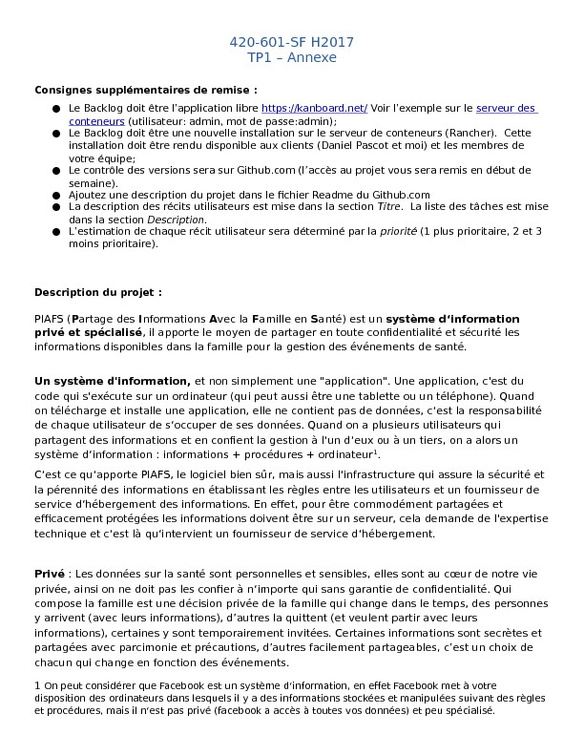 420-601-SF H2017
TP1 – Annexe
Consignes supplémentaires de remise :
● Le Backlog doit être l'application libre https://kanboard.net/ Voir l'exemple sur le serveur des
conteneurs (utilisateur: admin, mot de passe:admin);
● Le Backlog doit être une nouvelle installation sur le serveur de conteneurs (Rancher). Cette
installation doit être rendu disponible aux clients (Daniel Pascot et moi) et les membres de
votre équipe;
● Le contrôle des versions sera sur Github.com (l'accès au projet vous sera remis en début de
semaine).
● Ajoutez une description du projet dans le fichier Readme du Github.com
● La description des récits utilisateurs est mise dans la section Titre. La liste des tâches est mise
dans la section Description.
● L'estimation de chaque récit utilisateur sera déterminé par la priorité (1 plus prioritaire, 2 et 3
moins prioritaire).
Description du projet :
PIAFS (Partage des Informations Avec la Famille en Santé) est un système d'information
privé et spécialisé, il apporte le moyen de partager en toute confidentialité et sécurité les
informations disponibles dans la famille pour la gestion des événements de santé.
Un système d'information, et non simplement une "application". Une application, c'est du
code qui s'exécute sur un ordinateur (qui peut aussi être une tablette ou un téléphone). Quand
on télécharge et installe une application, elle ne contient pas de données, c'est la responsabilité
de chaque utilisateur de s'occuper de ses données. Quand on a plusieurs utilisateurs qui
partagent des informations et en confient la gestion à l'un d'eux ou à un tiers, on a alors un
système d'information : informations + procédures + ordinateur1.
C'est ce qu'apporte PIAFS, le logiciel bien sûr, mais aussi l'infrastructure qui assure la sécurité et
la pérennité des informations en établissant les règles entre les utilisateurs et un fournisseur de
service d'hébergement des informations. En effet, pour être commodément partagées et
efficacement protégées les informations doivent être sur un serveur, cela demande de l'expertise
technique et c'est là qu'intervient un fournisseur de service d'hébergement.
Privé : Les données sur la santé sont personnelles et sensibles, elles sont au cœur de notre vie
privée, ainsi on ne doit pas les confier à n'importe qui sans garantie de confidentialité. Qui
compose la famille est une décision privée de la famille qui change dans le temps, des personnes
y arrivent (avec leurs informations), d'autres la quittent (et veulent partir avec leurs
informations), certaines y sont temporairement invitées. Certaines informations sont secrètes et
partagées avec parcimonie et précautions, d'autres facilement partageables, c'est un choix de
chacun qui change en fonction des événements.
1 On peut considérer que Facebook est un système d'information, en effet Facebook met à votre
disposition des ordinateurs dans lesquels il y a des informations stockées et manipulées suivant des règles
et procédures, mais il n'est pas privé (facebook a accès à toutes vos données) et peu spécialisé.